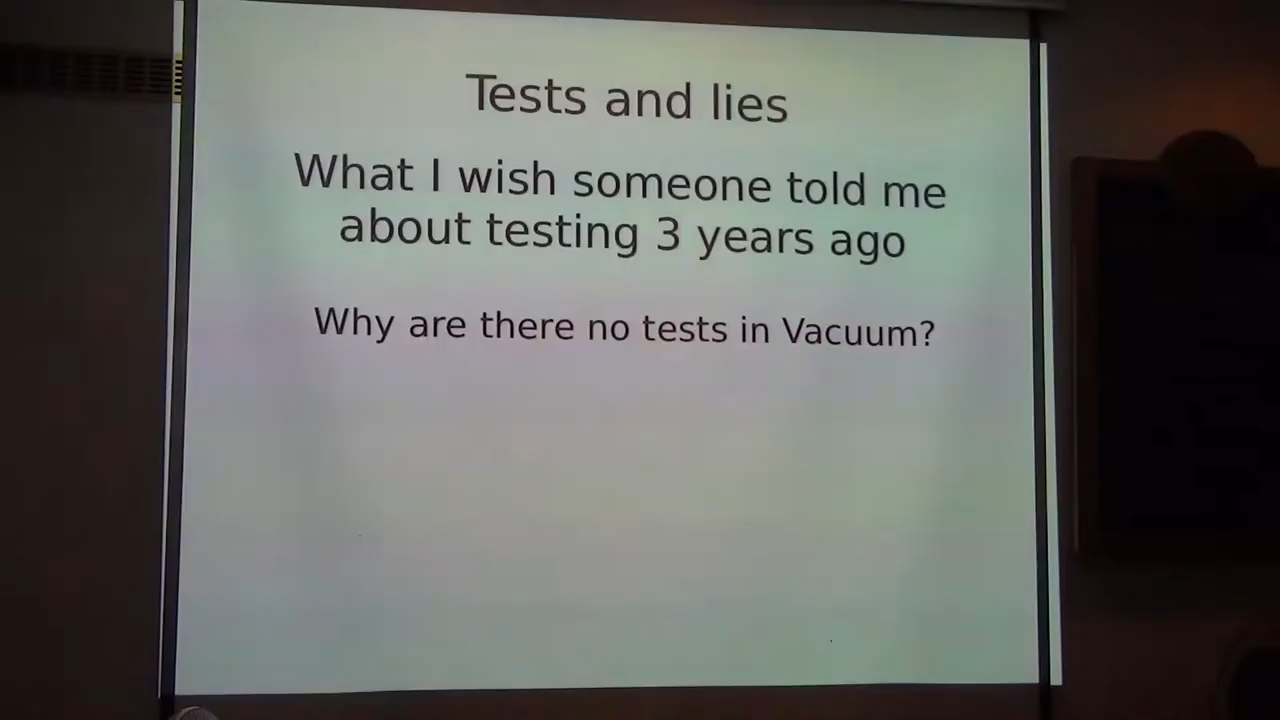 Tests and lies
What I wish someone told me
about testing 3 years ago
Why are there no tests in Vacuum?